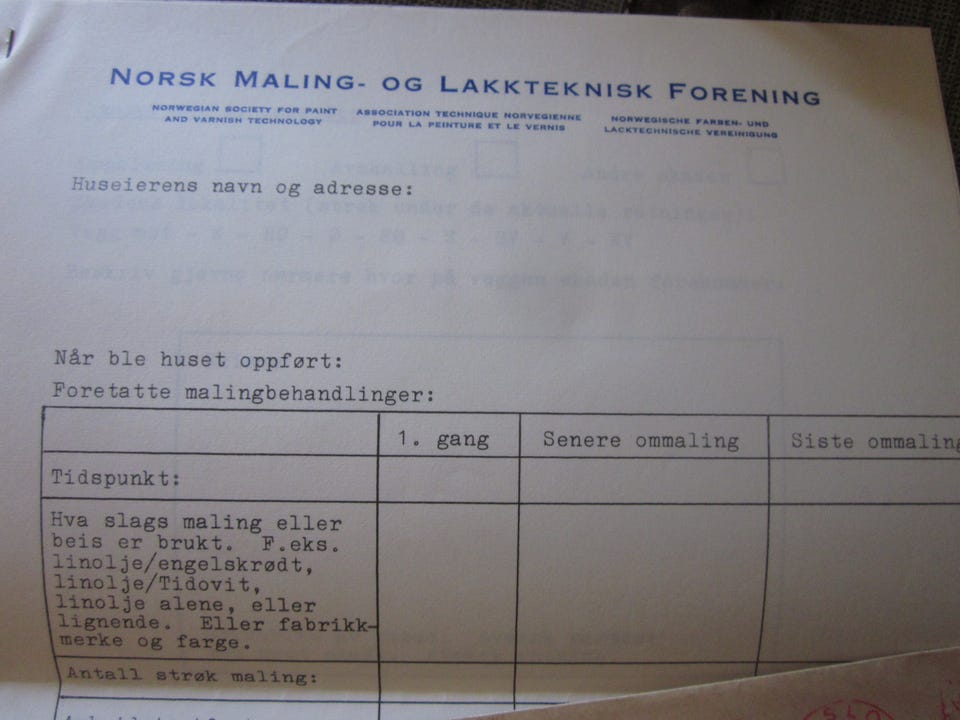 NORSK MALING- OG LAKKTEKNISK FORENING
NORWEGIAN SOCIETY FOR PAINT
AND VARNISH TECHNOLOGY
ASSOCIATION TECHNIQUE NORVEGIENNE
POUR LA PEINTURE ET LE VERNIS
NORWEGISCHE FARBEN- UND
LACKTECHNISCHE VEREINIGUNG
Huseierens navn og adresse:
Når ble huset oppført:
Foretatte malingbehandlinger:
1. gang Senere ommaling Siste ommaling
Tidspunkt:
Hva slags maling eller
beis er brukt. F.eks.
linolje/engelskrødt,
linolje/Tidovit,
linolje alene, eller
lignende. Eller fabrikk-
merke og farge.
Antall strøk maling: